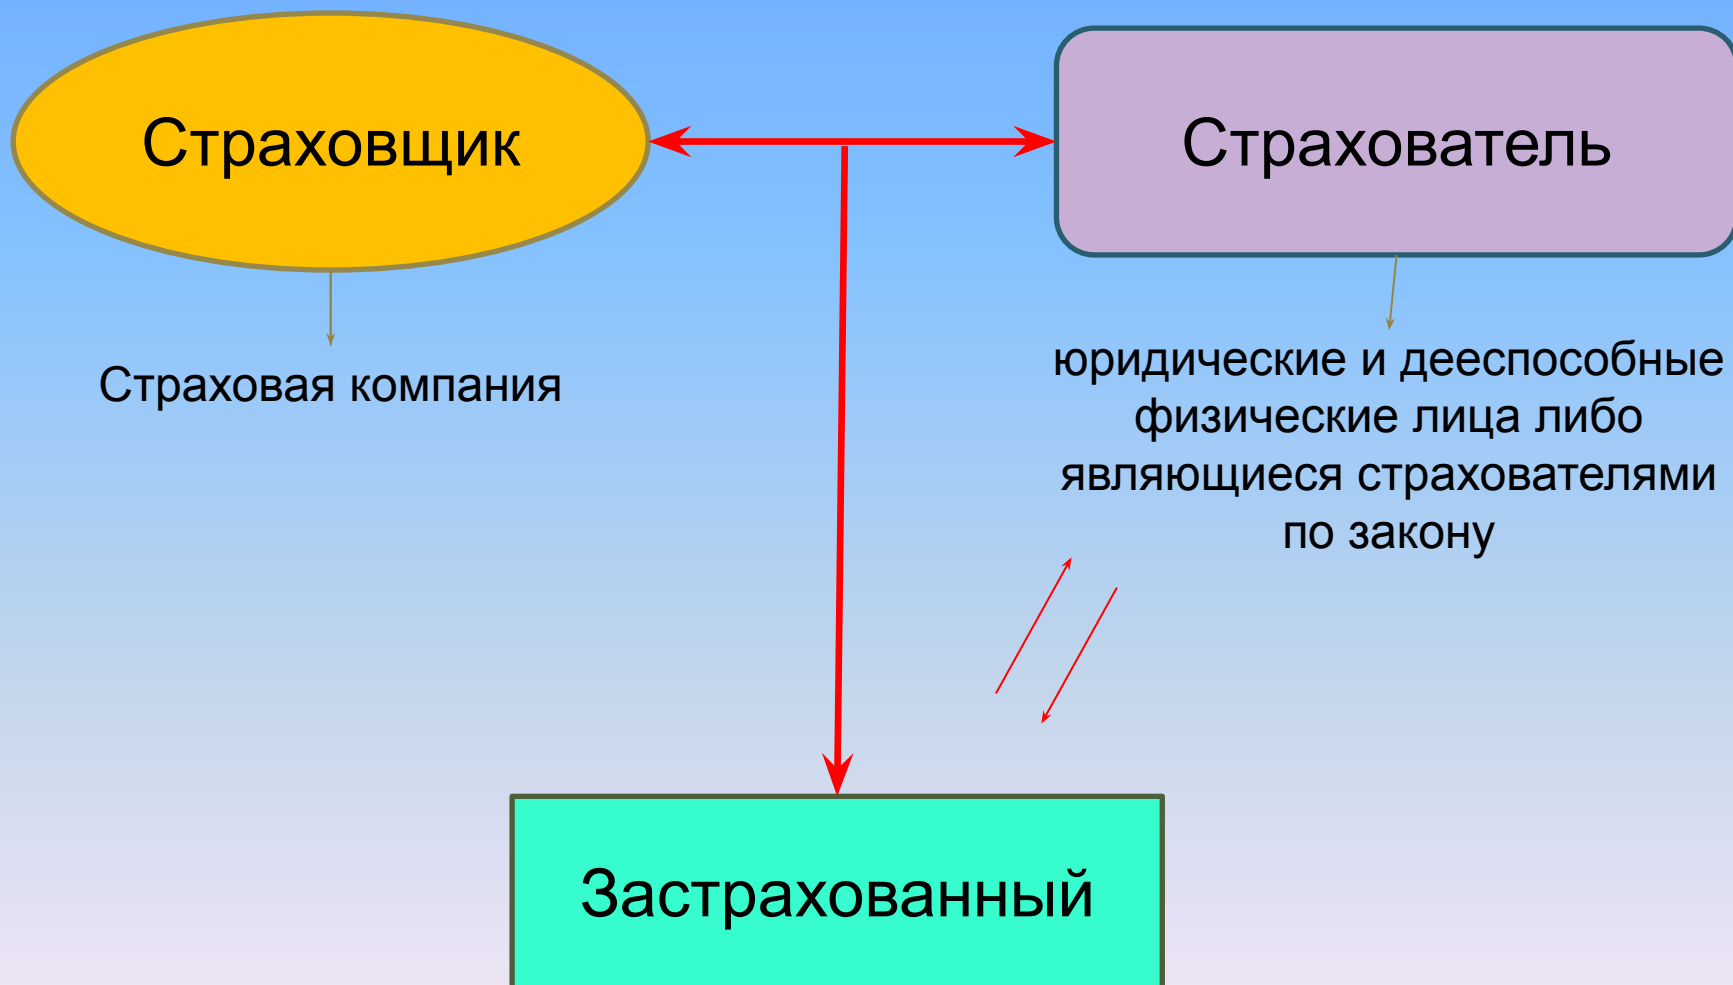 Страховщик
Страхователь
Страховая компания
юридические и дееспособные
физические лица либо
являющиеся страхователями
по закону
Застрахованный